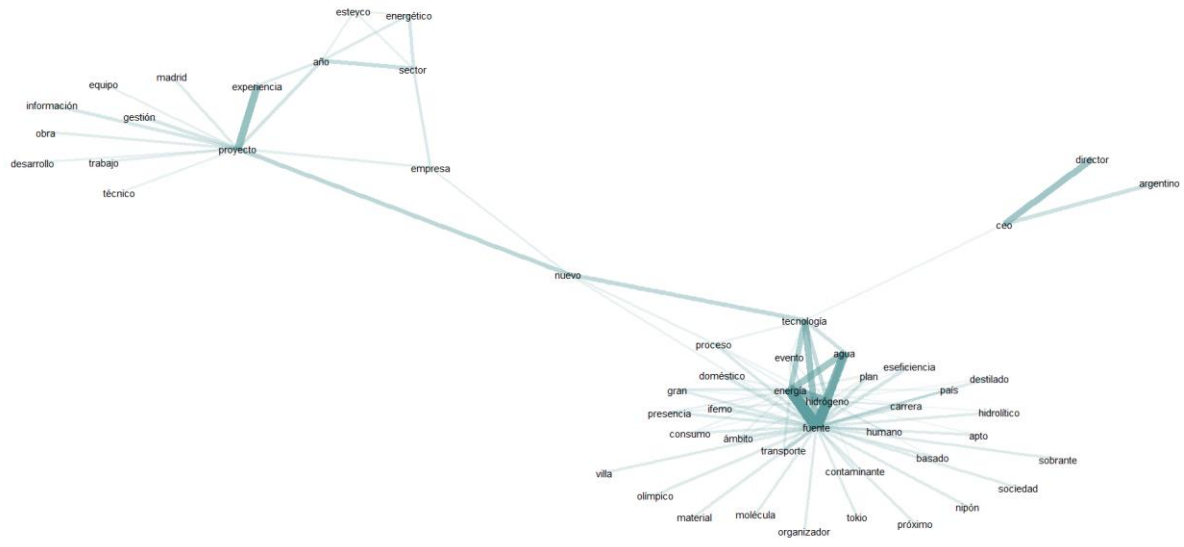 esteyco
energético
año
sector
madrid
equipo
experiencia
información
gestión
obra
proyecto
desarrollo
trabajo
empresa
técnico
director
argentino
ceo
nuevo
tecnología
proceso
evento
agua
eseficiencia
doméstico
plan
destilado
gran
energía
país
hidrógeno
carrera
presencia
ifemo
hidrolítico
fuente
consumo
ámbito
humano
apto
transporte
basado
sobrante
villa
contaminante
sociedad
olímpico
nipón
material
molécula
tokio
próximo
organizador